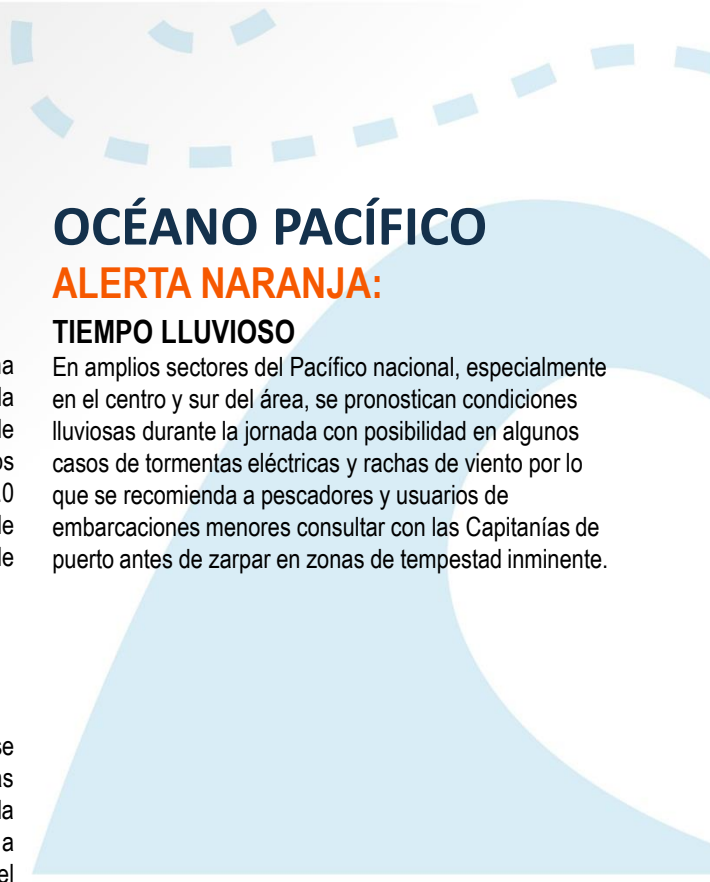 OCÉANO PACÍFICO
ALERTA NARANJA:
TIEMPO LLUVIOSO
En amplios sectores del Pacífico nacional, especialmente
en el centro y sur del área, se pronostican condiciones
lluviosas durante la jornada con posibilidad en algunos
casos de tormentas eléctricas y rachas de viento por lo
que se recomienda a pescadores y usuarios de
embarcaciones menores consultar con las Capitanías de
puerto antes de zarpar en zonas de tempestad inminente.